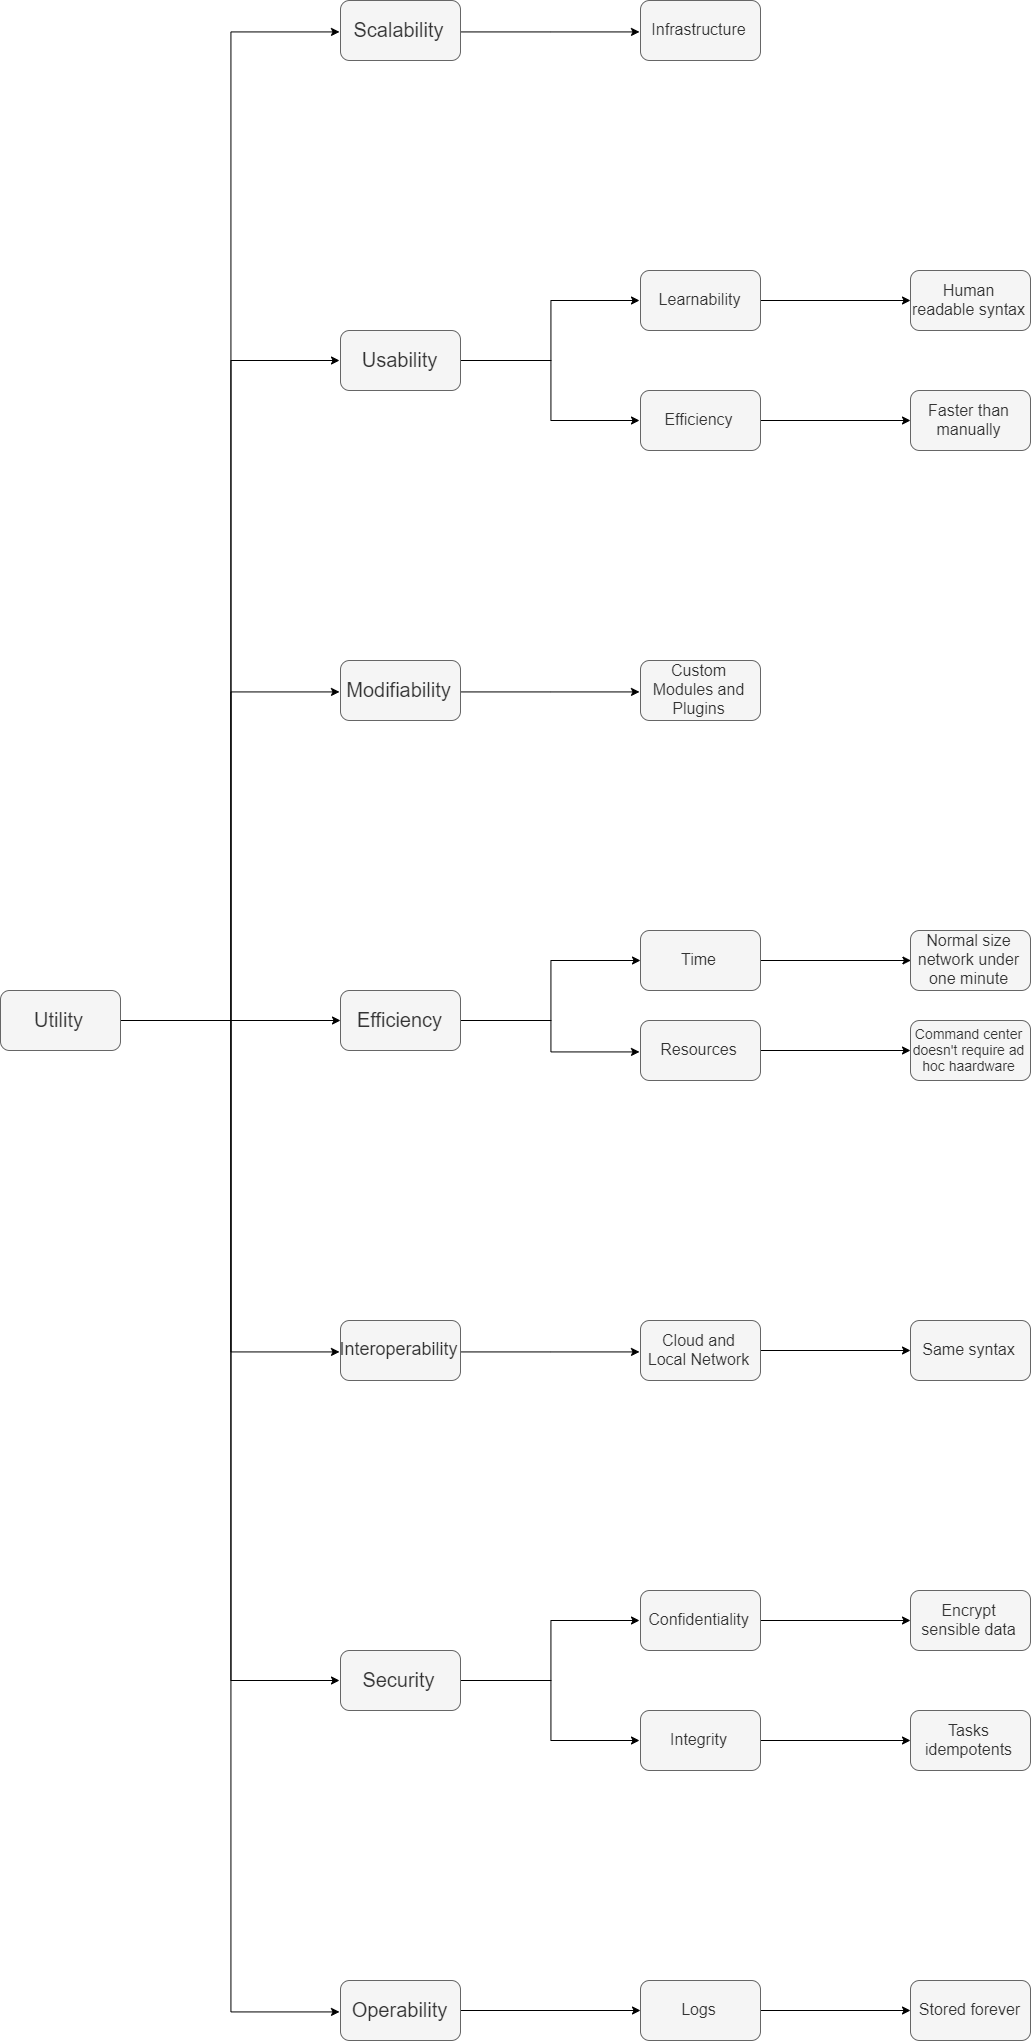 Scalability
Infrastructure
Usability
Learnability
Human
readable syntax
Efficiency
Faster than
manually
Modifiability
Custom
Modules and
Plugins
Utility
Efficiency
Time
Normal size
network under
one minute
Resources
Command center
doesn't require ad
hoc haardware
Interoperability
Cloud and
Local Network
Same syntax
Security
Confidentiality
Encrypt
sensible data
Integrity
Tasks
idempotents
Operability
Logs
Stored forever